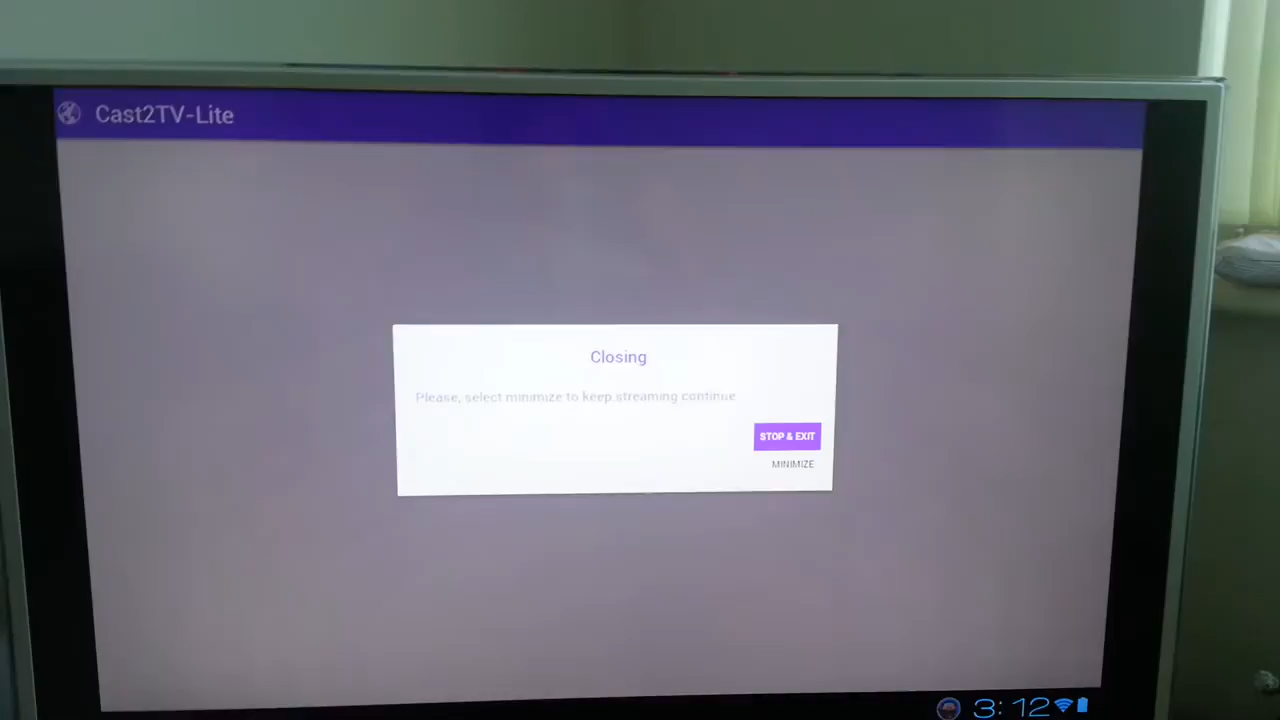 Cast2TV-Lite
Closing
Please, select minimize to keep streaming continue
STOP & EXIT
MINIMIZE
3:12